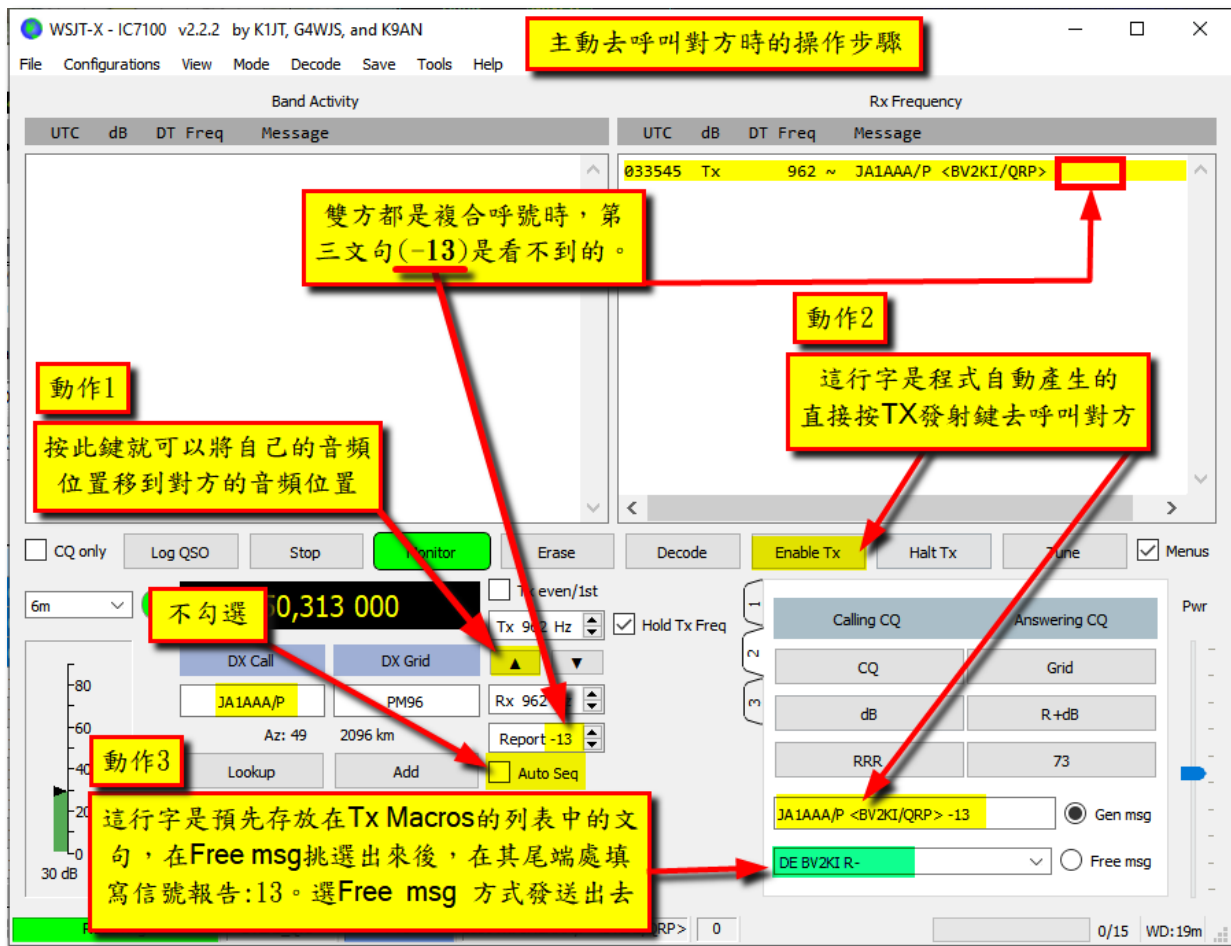 WSJT-X - IC7100 v2.2.2 by K1JT, G4WJS, and K9AN
主動去呼叫對方時的操作步驟
File Configurations View Mode Decode Save Tools Help
Band Activity
Rx Frequency
UTC dB DT Freq Message
UTC dB DT Freq Message
033545 Tx 962 ~ JA1AAA/P <BV2KI/QRP>
雙方都是複合呼號時，第
三文句(-13)是看不到的。
動作2
這行字是程式自動產生的
直接按TX發射鍵去呼叫對方
動作1
按此鍵就可以將自己的音頻
位置移到對方的音頻位置
CQ only Log QSO Stop Monitor Erase Decode Enable Tx Halt Tx Tune Menus
6m
不勾選
0,313 000
Tx even/1st
Tx 962 Hz Hold Tx Freq
Calling CQ Answering CQ
Pwr
DX Call DX Grid ▲ ▼
1
2
3
CQ Grid
JA1AAA/P PM96 Rx 962
dB R+dB
Az: 49 2096 km Report -13
RRR 73
Lookup Add Auto Seq
-80
-60
-40
-20
-0
30 dB
JA1AAA/P <BV2KI/QRP> -13 Gen msg
DE BV2KI R- Free msg
動作3
這行字是預先存放在Tx Macros的列表中的文
句，在Free msg挑選出來後，在其尾端處填
寫信號報告:13。選Free msg 方式發送出去
QRP> 0 0/15 WD:19m